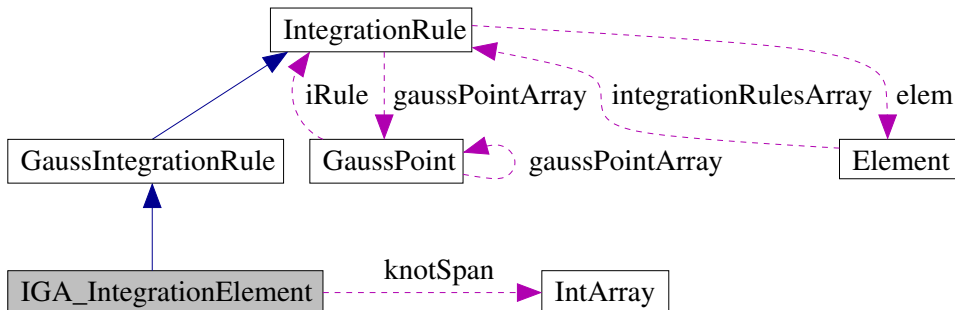 IntegrationRule
iRule
gaussPointArray
integrationRulesArray
elem
GaussIntegrationRule
GaussPoint
gaussPointArray
Element
knotSpan
IGA_IntegrationElement
IntArray